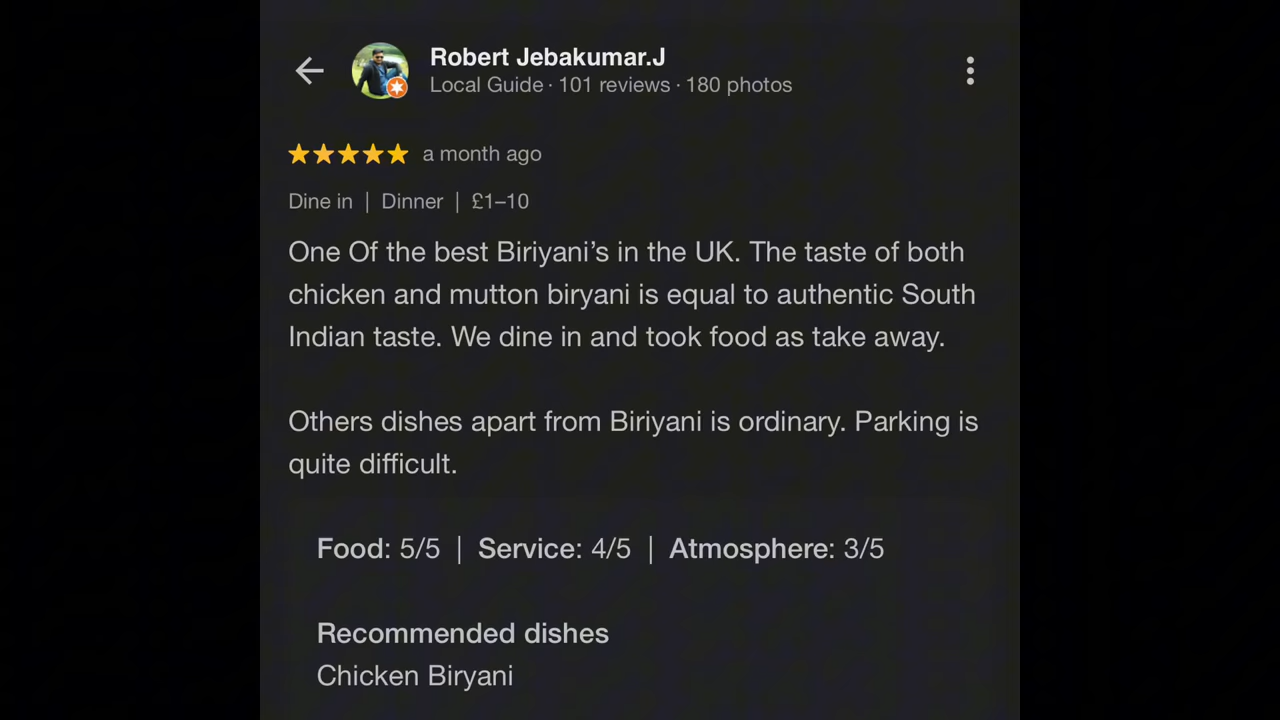 Robert Jebakumar.J
Local Guide · 101 reviews · 180 photos
a month ago
Dine in | Dinner | £1–10
One Of the best Biriyani’s in the UK. The taste of both
chicken and mutton biryani is equal to authentic South
Indian taste. We dine in and took food as take away.
Others dishes apart from Biriyani is ordinary. Parking is
quite difficult.
Food: 5/5 | Service: 4/5 | Atmosphere: 3/5
Recommended dishes
Chicken Biryani